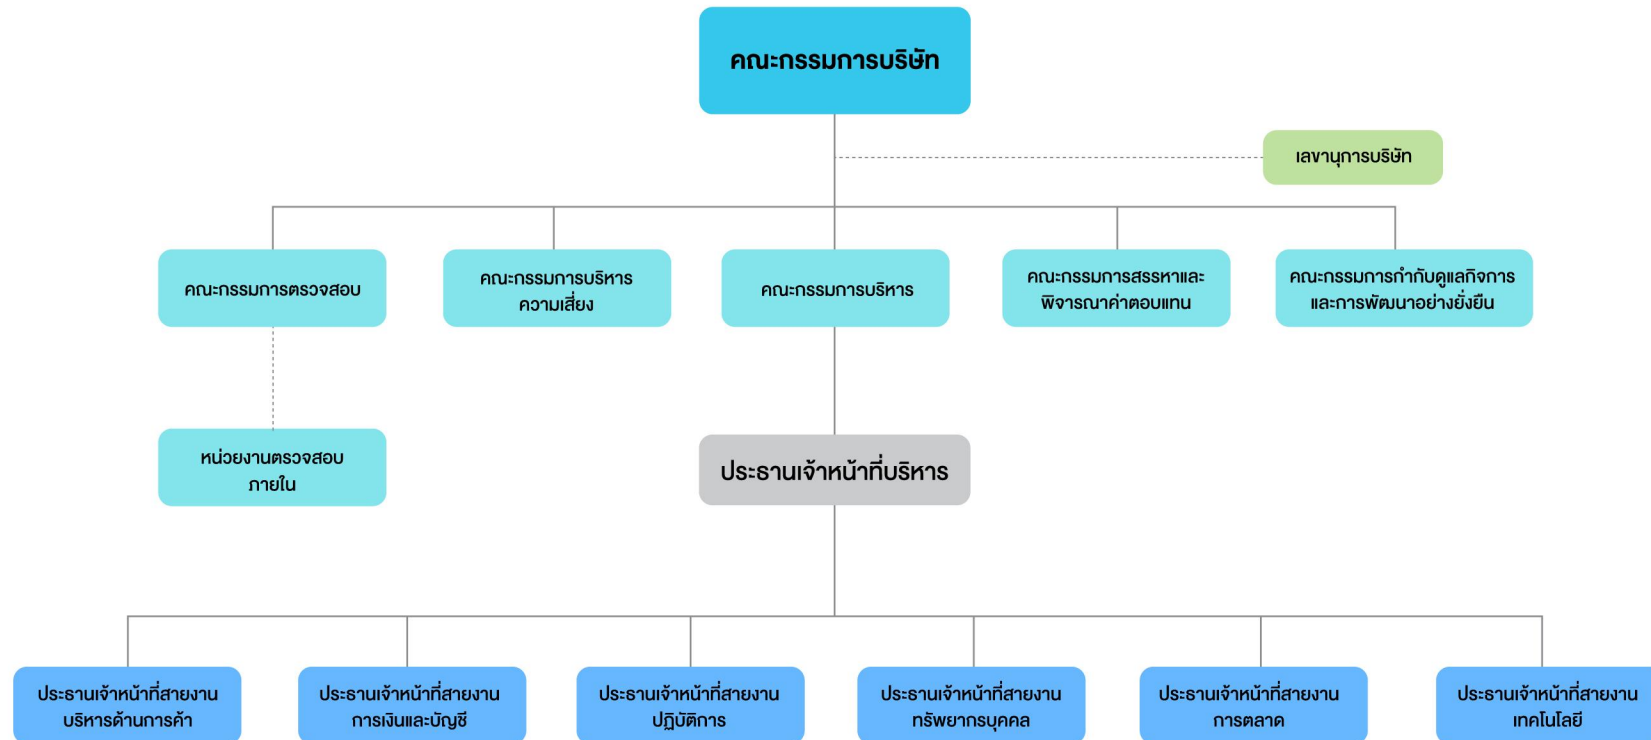 คณะกรรมการบริษัท
เลขานุการบริษัท
คณะกรรมการตรวจสอบ
คณะกรรมการบริหาร
ความเสี่ยง
คณะกรรมการบริหาร
คณะกรรมการสรรหาและ
พิจารณาค่าตอบแทน
คณะกรรมการกำกับดูแลกิจการ
และการพัฒนาอย่างยั่งยืน
หน่วยงานตรวจสอบ
ภายใน
ประธานเจ้าหน้าที่บริหาร
ประธานเจ้าหน้าที่สายงาน
บริหารด้านการค้า
ประธานเจ้าหน้าที่สายงาน
การเงินและบัญชี
ประธานเจ้าหน้าที่สายงาน
ปฏิบัติการ
ประธานเจ้าหน้าที่สายงาน
ทรัพยากรบุคคล
ประธานเจ้าหน้าที่สายงาน
การตลาด
ประธานเจ้าหน้าที่สายงาน
เทคโนโลยี